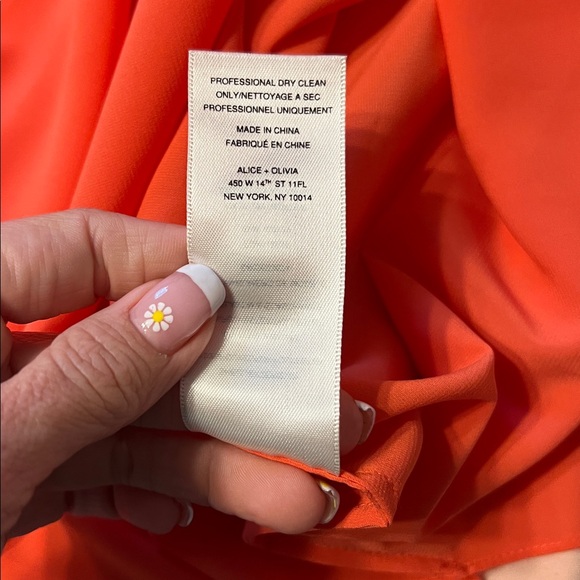 PROFESSIONAL DRY CLEAN
ONLY/NETTOYAGE A SEC
PROFESSIONNEL UNIQUEMENT
MADE IN CHINA
FABRIQUÉ EN CHINE
ALICE + OLIVIA
450 W 14TH ST 11FL
NEW YORK, NY 10014